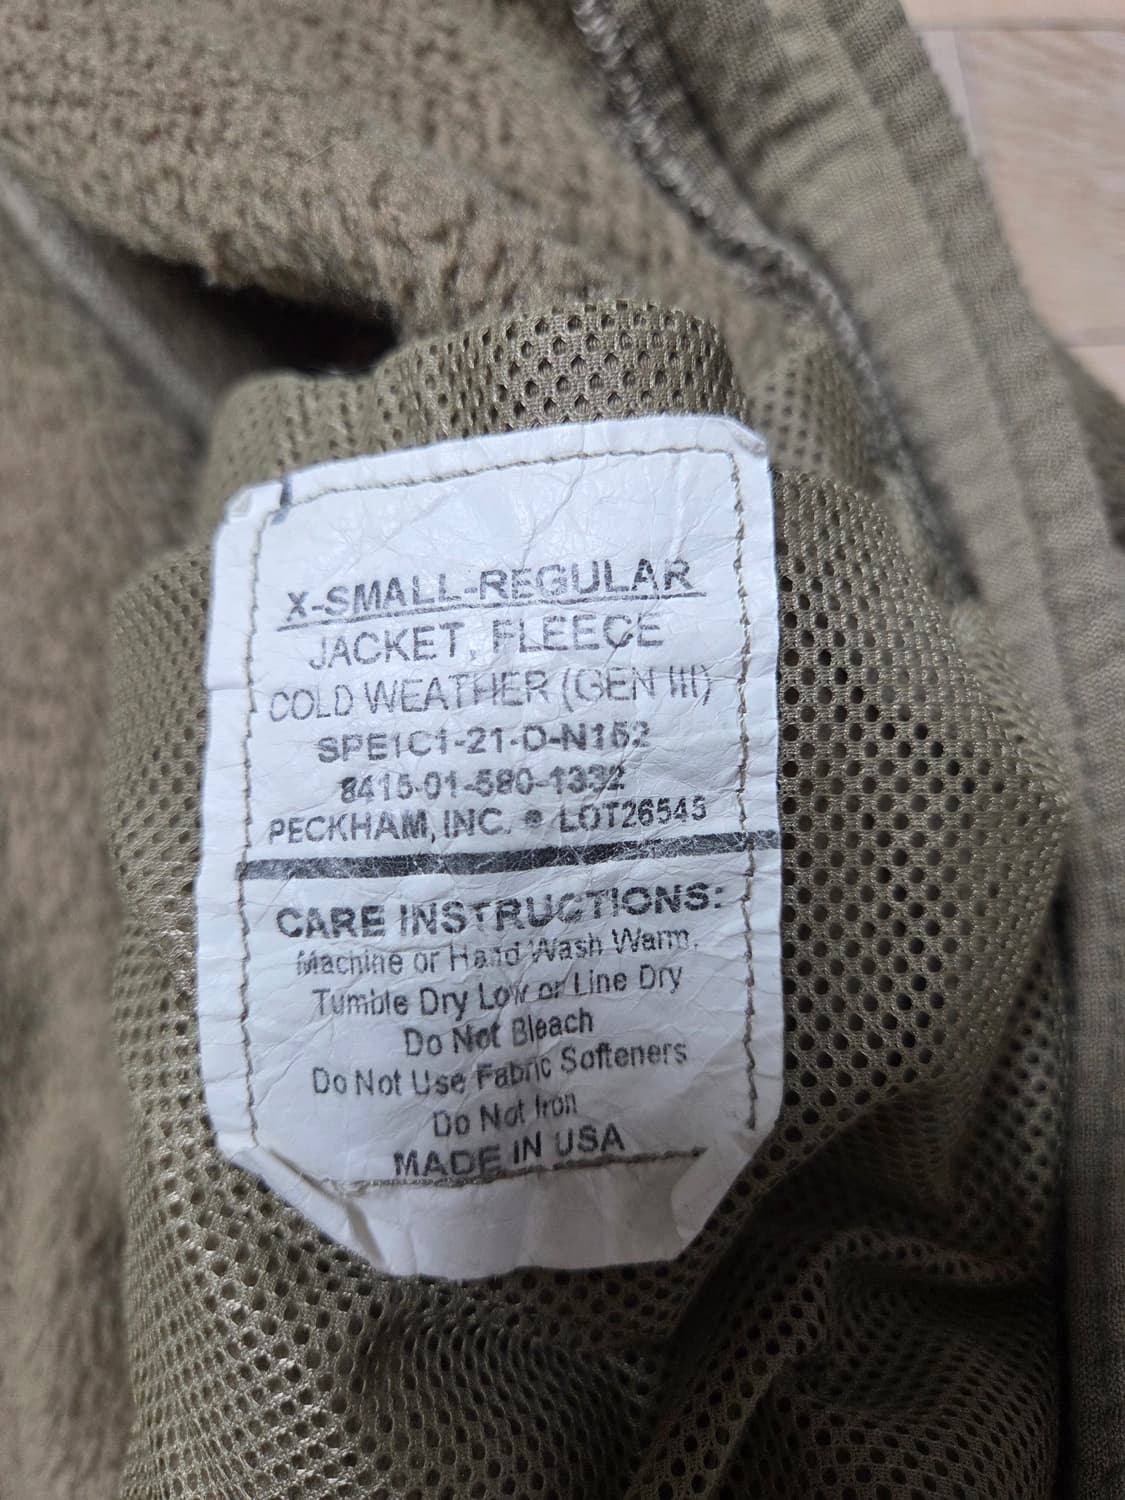 X-SMALL-REGULAR
JACKET, FLEECE
COLD WEATHER (GEN III)
SPE1C1-21-D-N152
8415-01-580-1332
PECKHAM, INC. • LOT26545
CARE INSTRUCTIONS:
Machine or Hand Wash Warm.
Tumble Dry Low or Line Dry
Do Not Bleach
Do Not Use Fabric Softeners
Do Not Iron
MADE IN USA